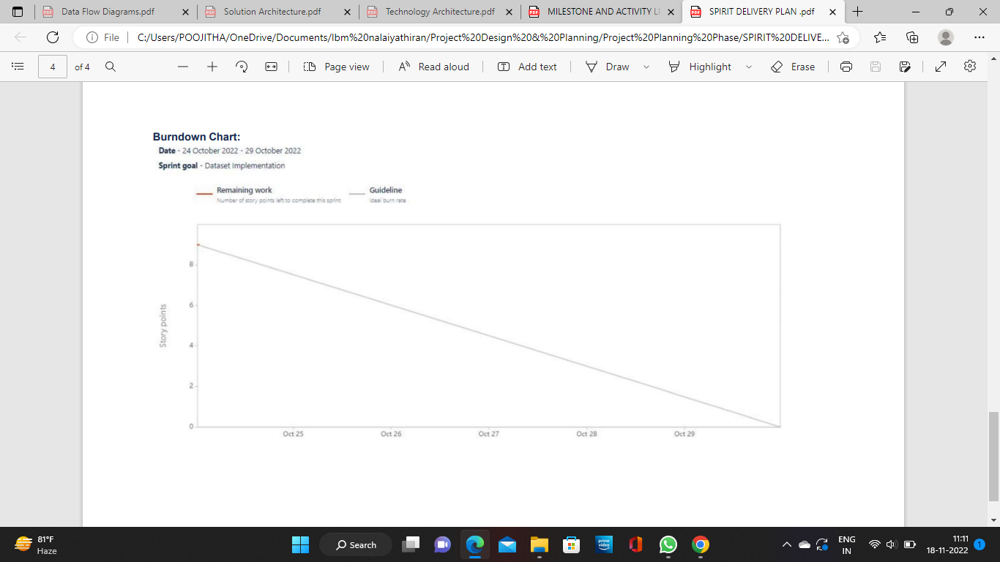 Data Flow Diagrams.pdf
Solution Architecture.pdf
Technology Architecture.pdf
MILESTONE AND ACTIVITY LI
SPIRIT DELIVERY PLAN .pdf
File
C:/Users/POOJITHA/OneDrive/Documents/Ibm%20nalaiyathiran/Project%20Design%20&%20Planning/Project%20Planning%20Phase/SPIRIT%20DELIVE...
4 of 4
Page view
Read aloud
Add text
Draw
Highlight
Erase
Burndown Chart:
Date - 24 October 2022 - 29 October 2022
Sprint goal - Dataset Implementation
Remaining work
Number of story points left to complete this sprint
Guideline
Ideal burn rate
Story points
8
6
4
2
0
Oct 25 Oct 26 Oct 27 Oct 28 Oct 29
81°F
Haze
Search
prime video
ENG
IN
11:11
18-11-2022
1